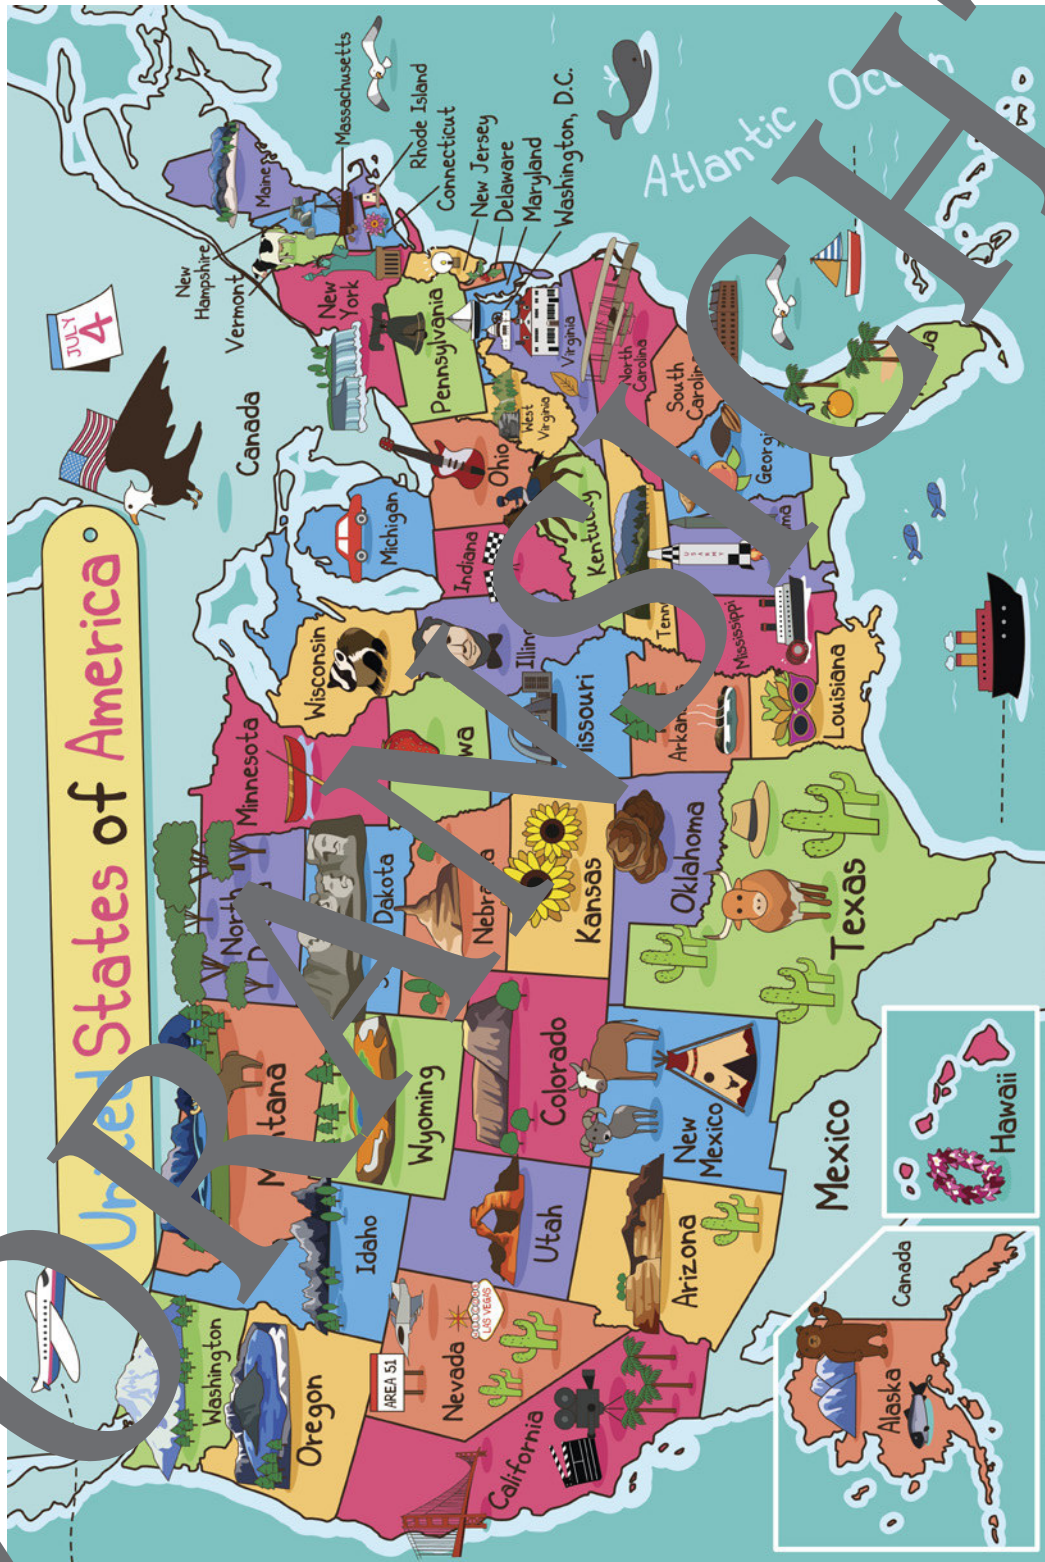 United States of America
JULY
4
Canada
Maine
New
Hampshire
Vermont
Massachusetts
Rhode Island
Connecticut
New
York
New Jersey
Delaware
Maryland
Washington, D.C.
Pennsylvania
Atlantic Ocean
Washington
Montana
North
Minnesota
Wisconsin
Michigan
Oregon
Idaho
Wyoming
Dakota
Ohio
Indiana
West
Virginia
Virginia
AREA 51
Nevada
LAS VEGAS
Utah
Colorado
Kansas
Kentucky
North
Carolina
South
California
Arizona
New
Mexico
Oklahoma
Mississippi
Texas
Louisiana
Mexico
Canada
Alaska
Hawaii